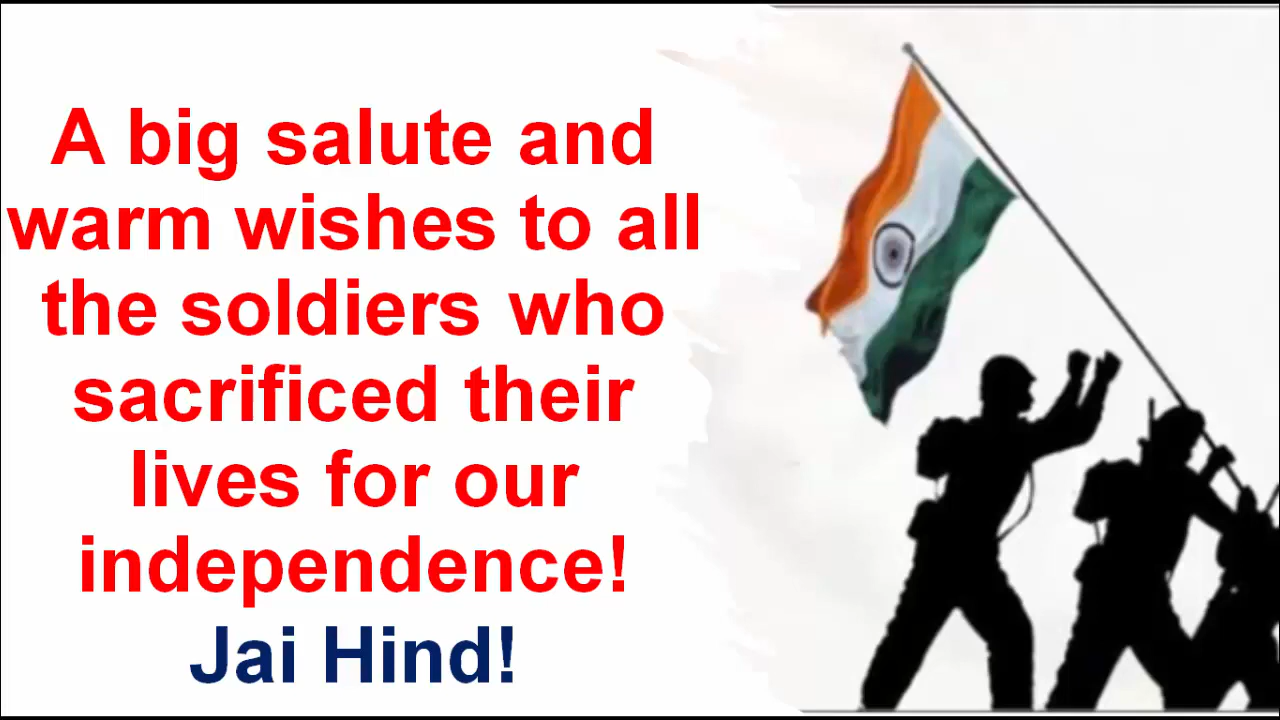 A big salute and
warm wishes to all
the soldiers who
sacrificed their
lives for our
independence!
Jai Hind!